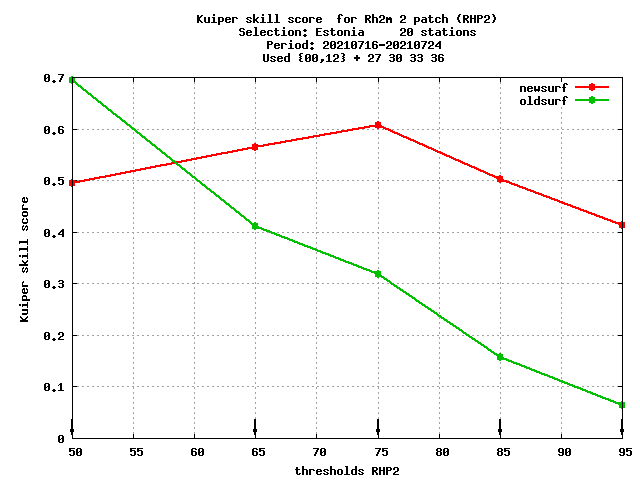 Kuiper skill score  for Rh2m 2 patch (RHP2)
Selection: Estonia     20 stations
Period: 20210716-20210724
Used {00,12} + 27 30 33 36
newsurf
oldsurf
0.7
0.6
0.5
0.4
0.3
0.2
0.1
0
Kuiper skill score
50 55 60 65 70 75 80 85 90 95
thresholds RHP2